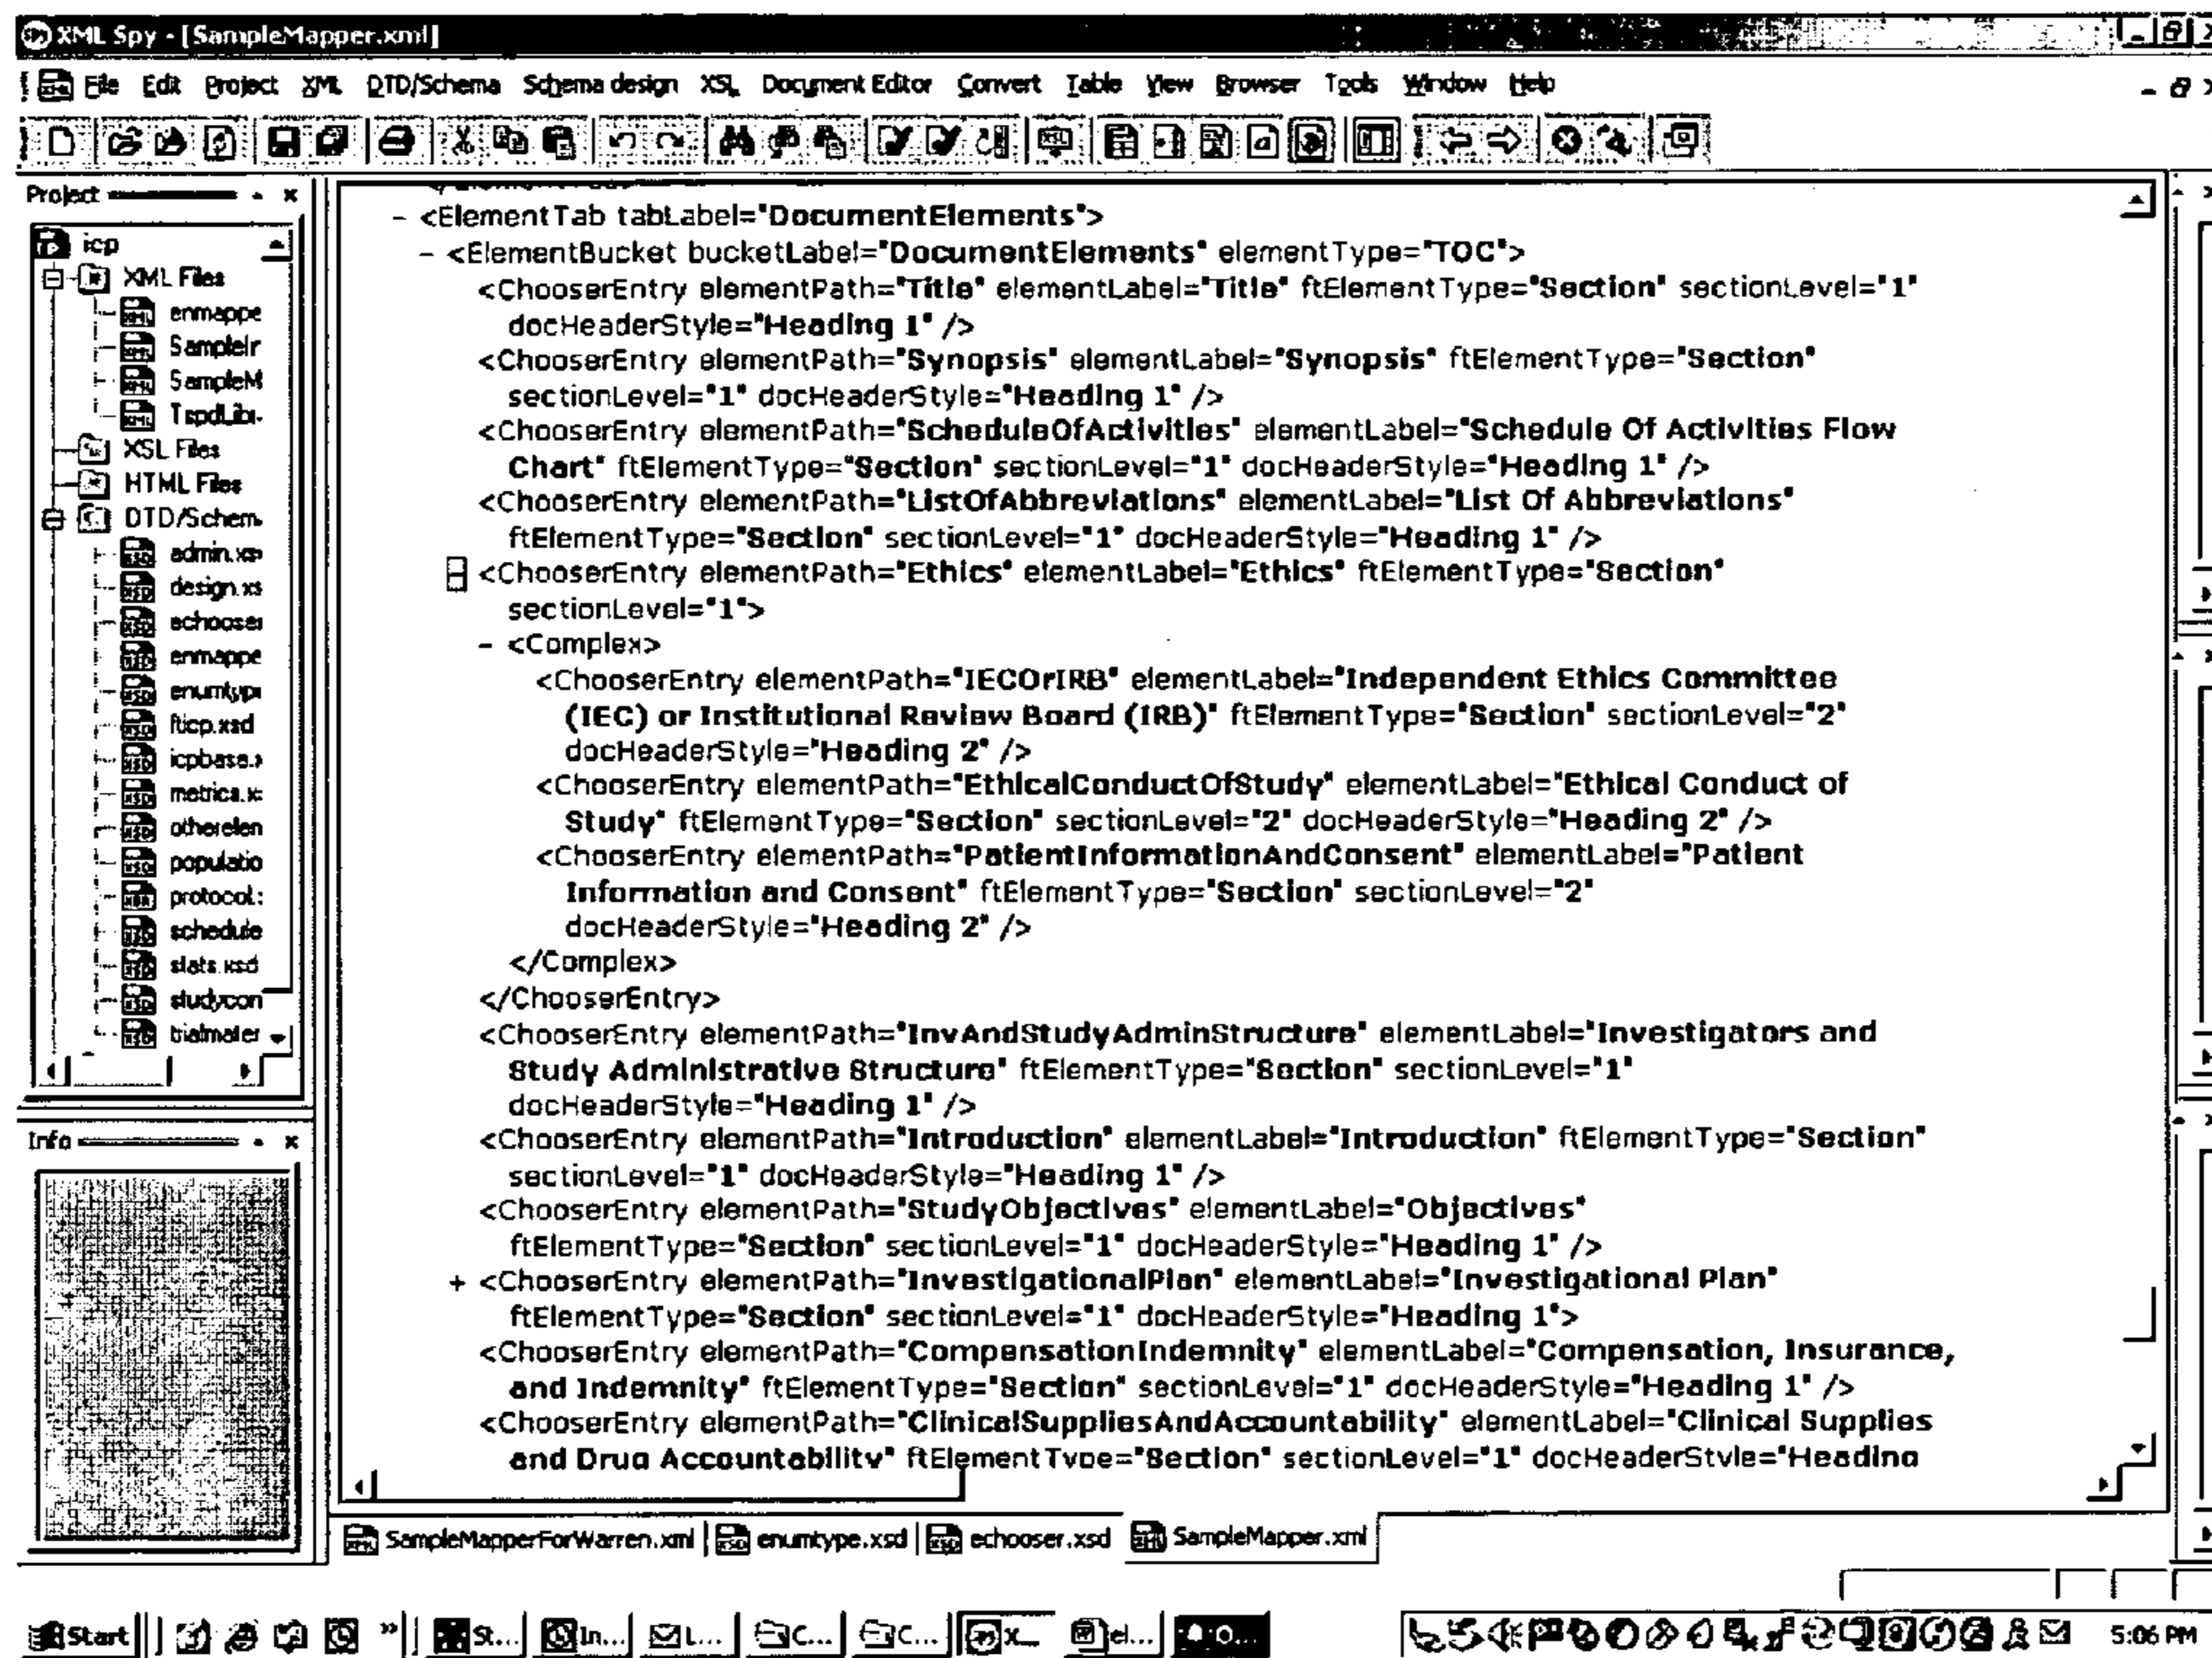 XML Spy - [SampleMapper.xml]
File Edit Project XML DTD/Schema Schema design XSL Document Editor Convert Table View Browser Tools Window Help
Project
icp
XML Files
enmappe
SampleIr
SampleM
TspdLibr.
XSL Files
HTML Files
DTD/Schem.
admin.xs
design.xs
echooser
enmappe
enumtyp
fticp.xsd
icpbase.x
metrica.x
otherelen
populatio
protocol.:
schedule
stats.xsd
studycon
trialmater
Info
- <ElementTab tabLabel="DocumentElements">
- <ElementBucket bucketLabel="DocumentElements" elementType="TOC">
<ChooserEntry elementPath="Title" elementLabel="Title" ftElementType="Section" sectionLevel="1"
docHeaderStyle="Heading 1" />
<ChooserEntry elementPath="Synopsis" elementLabel="Synopsis" ftElementType="Section"
sectionLevel="1" docHeaderStyle="Heading 1" />
<ChooserEntry elementPath="ScheduleOfActivities" elementLabel="Schedule Of Activities Flow
Chart" ftElementType="Section" sectionLevel="1" docHeaderStyle="Heading 1" />
<ChooserEntry elementPath="ListOfAbbreviations" elementLabel="List Of Abbreviations"
ftElementType="Section" sectionLevel="1" docHeaderStyle="Heading 1" />
- <ChooserEntry elementPath="Ethics" elementLabel="Ethics" ftElementType="Section"
sectionLevel="1">
- <Complex>
<ChooserEntry elementPath="IECOrIRB" elementLabel="Independent Ethics Committee
(IEC) or Institutional Review Board (IRB)" ftElementType="Section" sectionLevel="2"
docHeaderStyle="Heading 2" />
<ChooserEntry elementPath="EthicalConductOfStudy" elementLabel="Ethical Conduct of
Study" ftElementType="Section" sectionLevel="2" docHeaderStyle="Heading 2" />
<ChooserEntry elementPath="PatientInformationAndConsent" elementLabel="Patient
Information and Consent" ftElementType="Section" sectionLevel="2"
docHeaderStyle="Heading 2" />
</Complex>
</ChooserEntry>
<ChooserEntry elementPath="InvAndStudyAdminStructure" elementLabel="Investigators and
Study Administrative Structure" ftElementType="Section" sectionLevel="1"
docHeaderStyle="Heading 1" />
<ChooserEntry elementPath="Introduction" elementLabel="Introduction" ftElementType="Section"
sectionLevel="1" docHeaderStyle="Heading 1" />
<ChooserEntry elementPath="StudyObjectives" elementLabel="Objectives"
ftElementType="Section" sectionLevel="1" docHeaderStyle="Heading 1" />
+ <ChooserEntry elementPath="InvestigationalPlan" elementLabel="Investigational Plan"
ftElementType="Section" sectionLevel="1" docHeaderStyle="Heading 1">
<ChooserEntry elementPath="CompensationIndemnity" elementLabel="Compensation, Insurance,
and Indemnity" ftElementType="Section" sectionLevel="1" docHeaderStyle="Heading 1" />
<ChooserEntry elementPath="ClinicalSuppliesAndAccountability" elementLabel="Clinical Supplies
and Drug Accountability" ftElementType="Section" sectionLevel="1" docHeaderStyle="Heading
SampleMapperForWarren.xml enumtype.xsd echooser.xsd SampleMapper.xml
Start » St... In... L... C... C... X... el... O... 5:06 PM